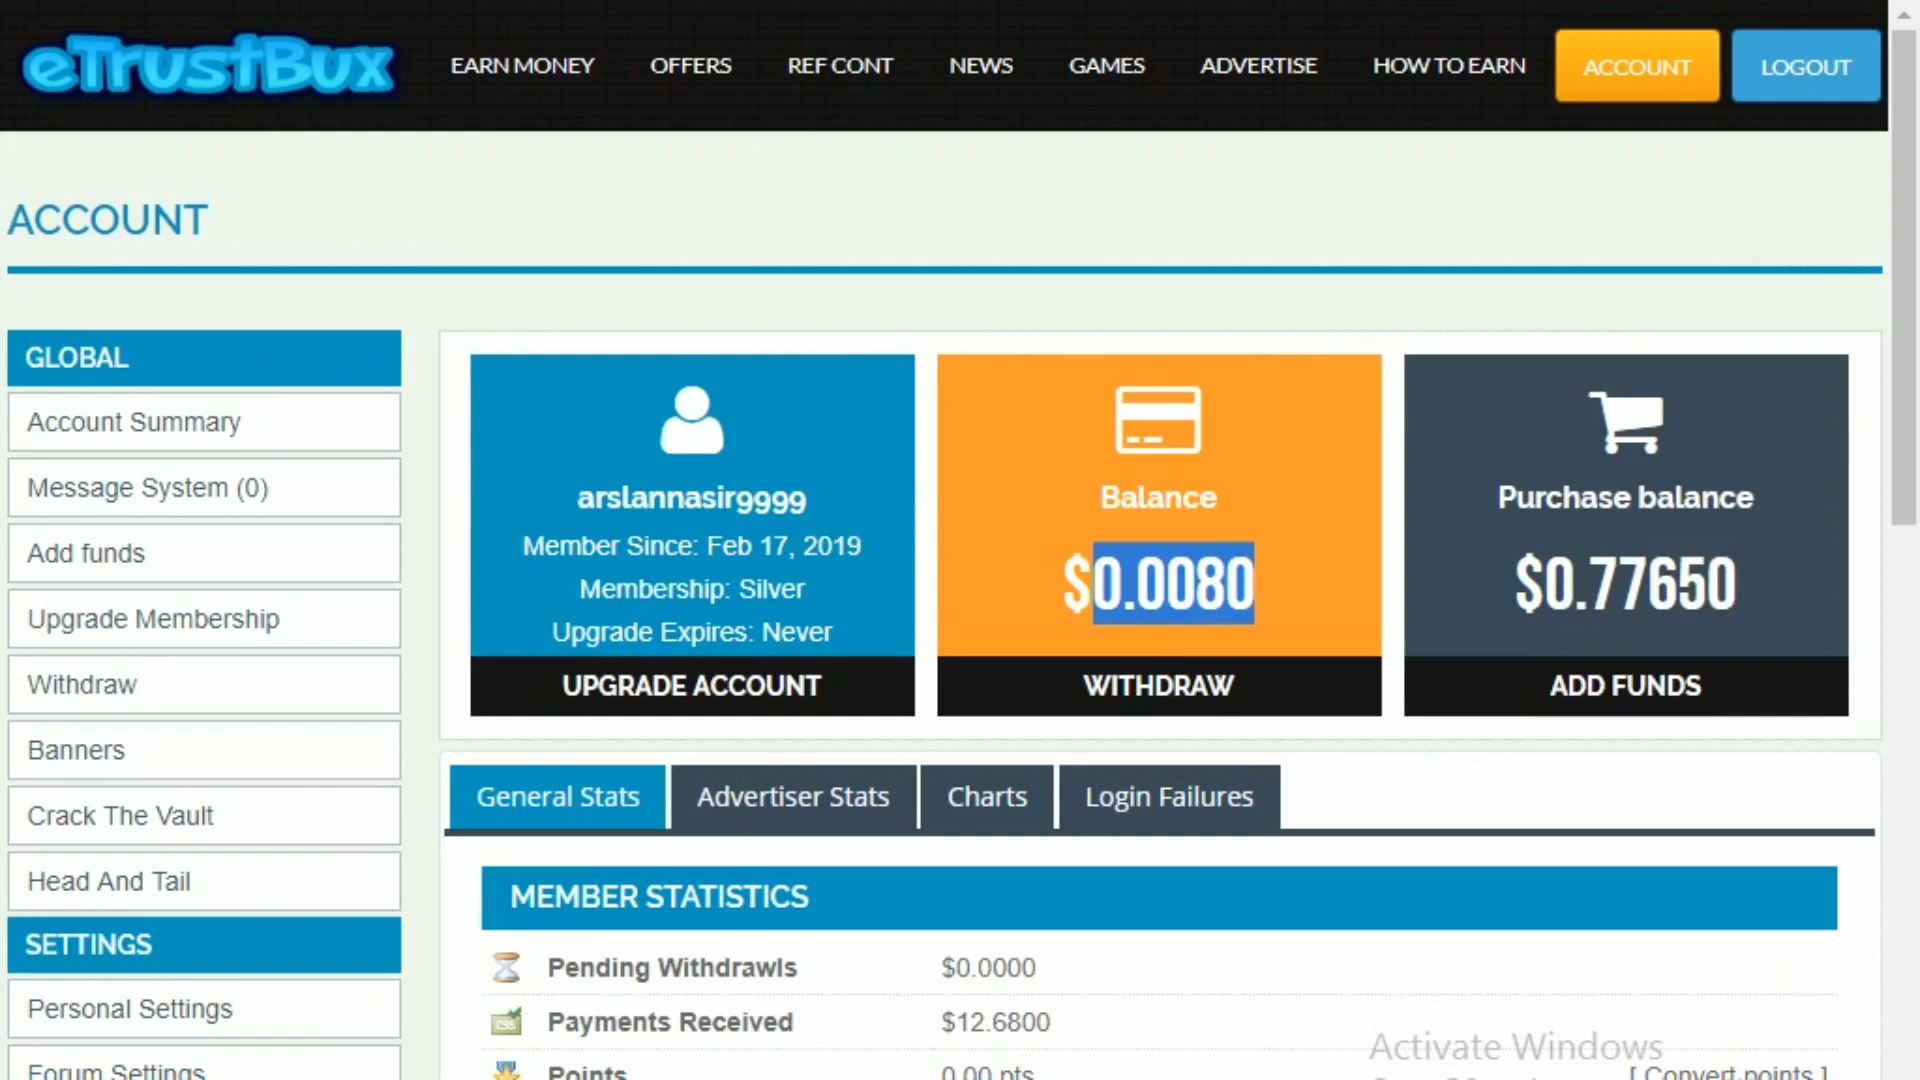 eTrustBux
EARN MONEY OFFERS REF CONT NEWS GAMES ADVERTISE HOW TO EARN ACCOUNT LOGOUT
ACCOUNT
GLOBAL
Account Summary
Message System (0)
Add funds
Upgrade Membership
Withdraw
Banners
Crack The Vault
Head And Tail
SETTINGS
Personal Settings
Forum Settings
arslannasir9999
Member Since: Feb 17, 2019
Membership: Silver
Upgrade Expires: Never
UPGRADE ACCOUNT
Balance
$0.0080
WITHDRAW
Purchase balance
$0.77650
ADD FUNDS
General Stats Advertiser Stats Charts Login Failures
MEMBER STATISTICS
Pending Withdrawls $0.0000
Payments Received $12.6800
Points 0.00 pts [ Convert points ]
Activate Windows